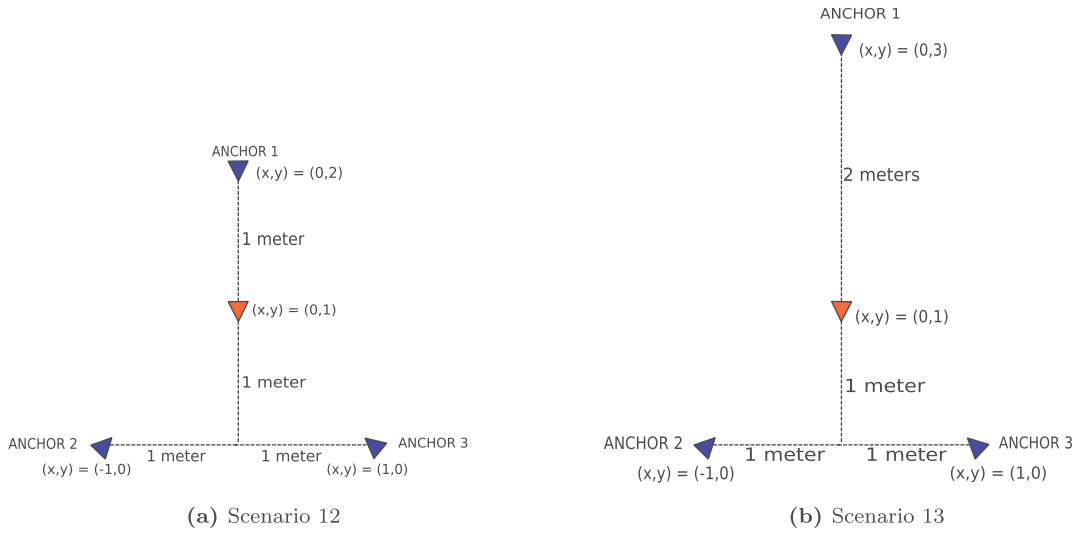 ANCHOR 1
(x,y) = (0,2)
1 meter
(x,y) = (0,1)
1 meter
ANCHOR 2
ANCHOR 3
1 meter
1 meter
(x,y) = (-1,0)
(x,y) = (1,0)
(a) Scenario 12
ANCHOR 1
(x,y) = (0,3)
2 meters
(x,y) = (0,1)
1 meter
ANCHOR 2
ANCHOR 3
1 meter
1 meter
(x,y) = (-1,0)
(x,y) = (1,0)
(b) Scenario 13